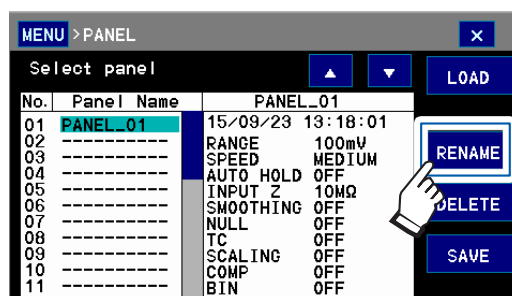 MENU > PANEL ×
Select panel ▲ ▼ LOAD
No. Panel Name PANEL_01
01 PANEL_01 15/09/23 13:18:01
02 ---------- RANGE 100mV
03 ---------- SPEED MEDIUM
04 ---------- AUTO HOLD OFF
05 ---------- INPUT Z 10MΩ
06 ---------- SMOOTHING OFF
07 ---------- NULL OFF
08 ---------- TC OFF
09 ---------- SCALING OFF
10 ---------- COMP OFF
11 ---------- BIN OFF
RENAME
DELETE
SAVE